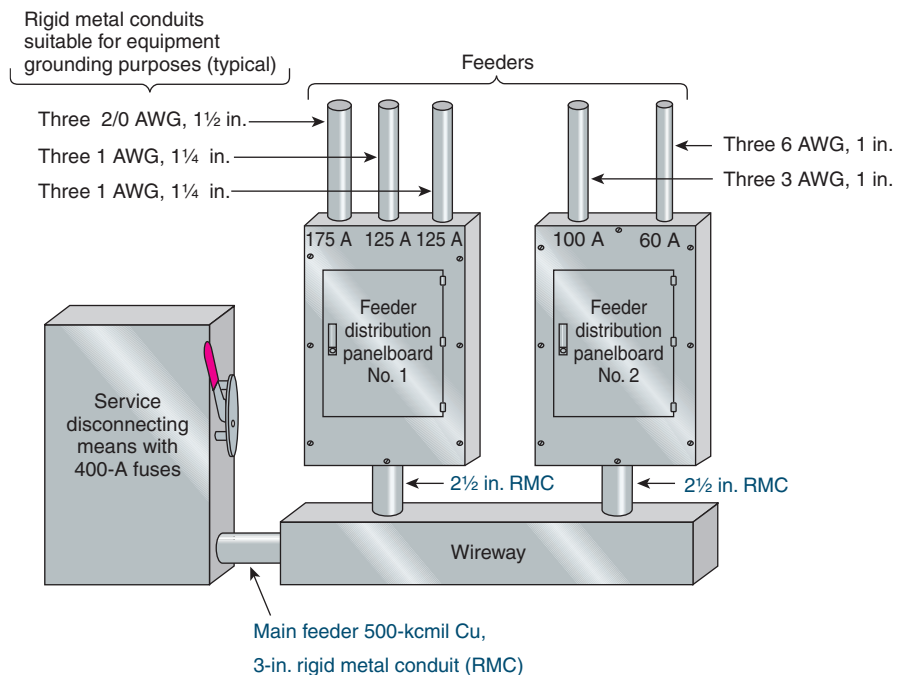 Rigid metal conduits
suitable for equipment
grounding purposes (typical)
Feeders
Three 2/0 AWG, 1½ in.
Three 1 AWG, 1¼ in.
Three 1 AWG, 1¼ in.
Three 6 AWG, 1 in.
Three 3 AWG, 1 in.
175 A 125 A 125 A
100 A 60 A
Feeder
distribution
panelboard
No. 1
Feeder
distribution
panelboard
No. 2
Service
disconnecting
means with
400-A fuses
2½ in. RMC
2½ in. RMC
Wireway
Main feeder 500-kcmil Cu,
3-in. rigid metal conduit (RMC)